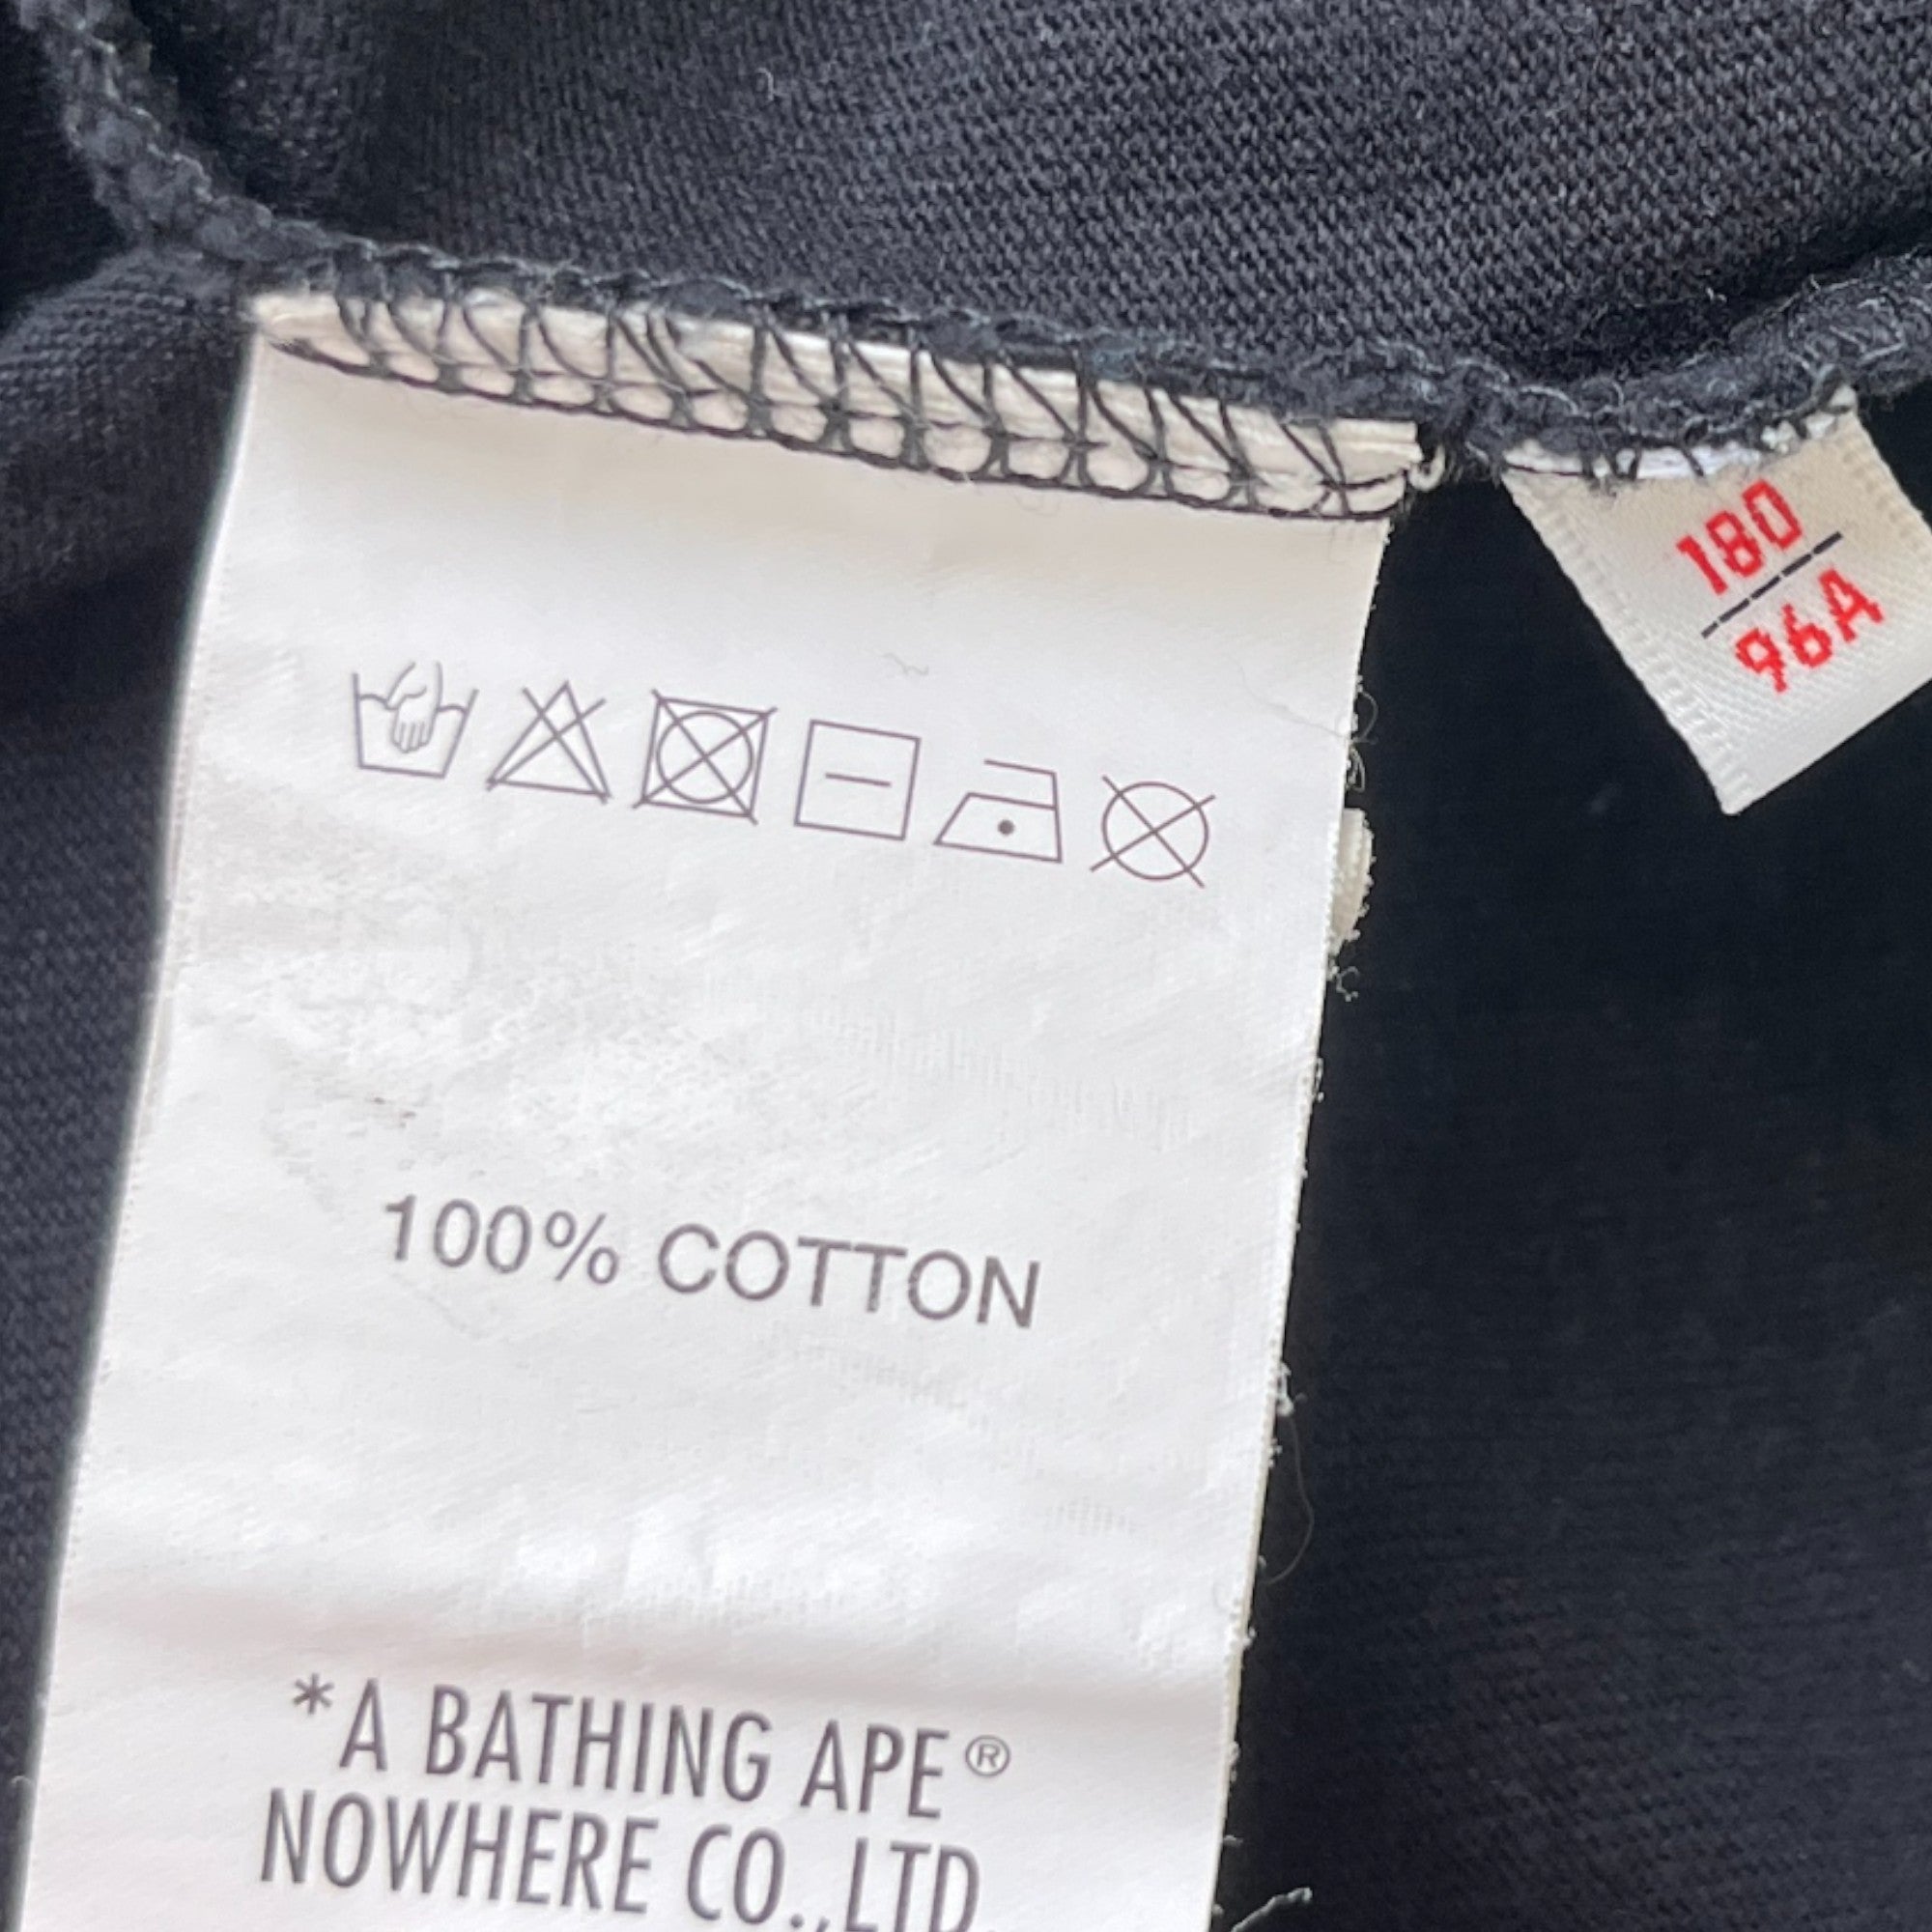 180
96A
100% COTTON
*A BATHING APE®
NOWHERE CO.,LTD.